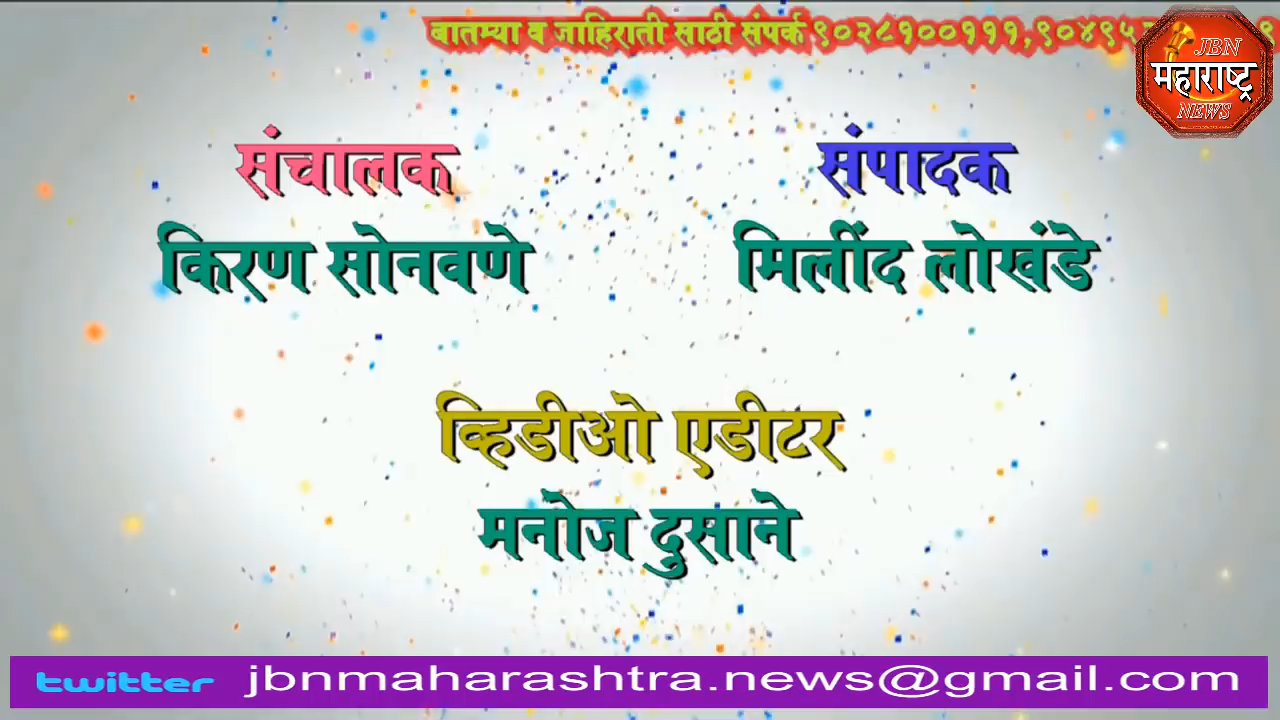 बातम्या व जाहिराती साठी संपर्क ९०२८१००१११,९०४९५
JBN
महाराष्ट्र
NEWS
संचालक
संपादक
किरण सोनवणे
मिलींद लोखंडे
व्हिडीओ एडीटर
मनोज दुसाने
twitter jbnmaharashtra.news@gmail.com